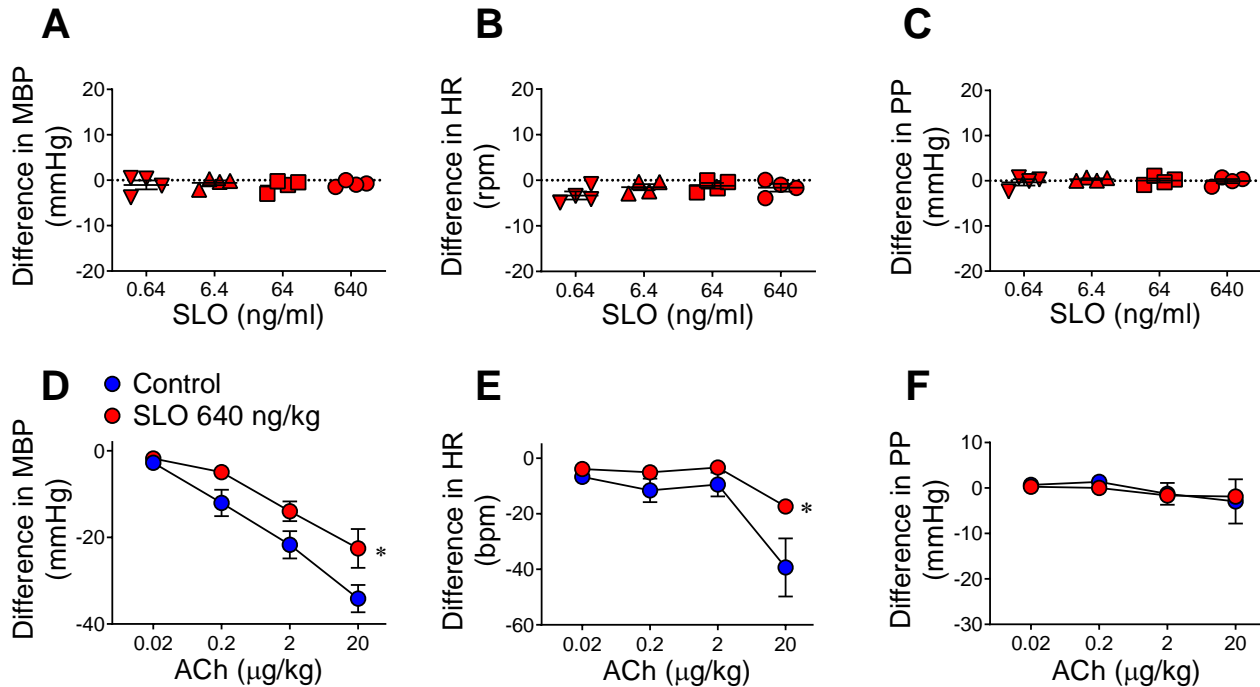 A
Difference in MBP
(mmHg)
20
10
0
-10
-20
0.64 6.4 64 640
SLO (ng/ml)
B
Difference in HR
(rpm)
20
10
0
-10
-20
0.64 6.4 64 640
SLO (ng/ml)
C
Difference in PP
(mmHg)
20
10
0
-10
-20
0.64 6.4 64 640
SLO (ng/ml)
D
Control
SLO 640 ng/kg
Difference in MBP
(mmHg)
0
-20
-40
*
0.02 0.2 2 20
ACh (μg/kg)
E
Difference in HR
(bpm)
0
-20
-40
-60
*
0.02 0.2 2 20
ACh (μg/kg)
F
Difference in PP
(mmHg)
10
0
-10
-20
-30
0.02 0.2 2 20
ACh (μg/kg)